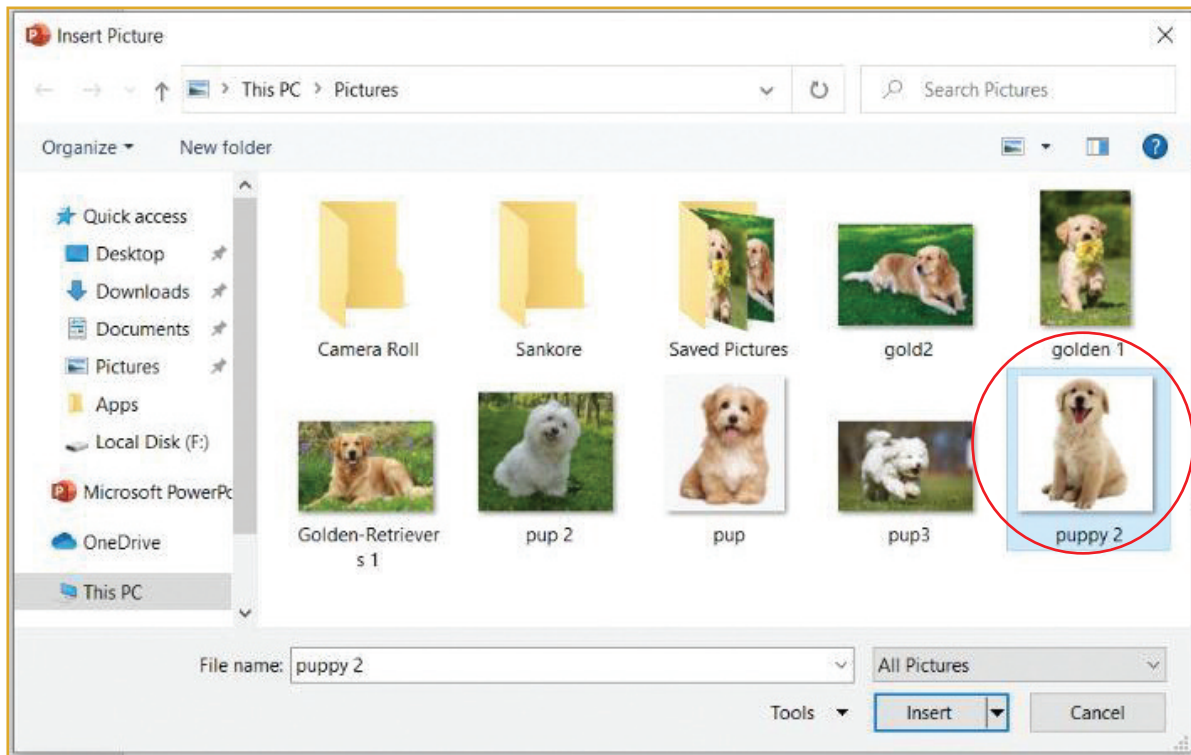 Insert Picture
This PC > Pictures
Search Pictures
Organize
New folder
Quick access
Desktop
Downloads
Documents
Pictures
Apps
Local Disk (F:)
Microsoft PowerPo
OneDrive
This PC
Camera Roll
Sankore
Saved Pictures
gold2
golden 1
Golden-Retriever
s 1
pup 2
pup
pup3
puppy 2
File name: puppy 2
All Pictures
Tools
Insert
Cancel